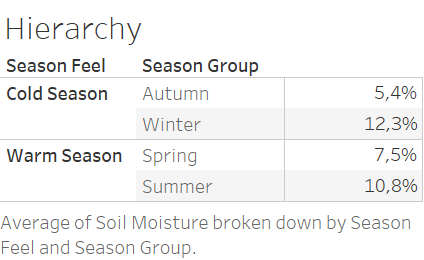 Hierarchy
Season Feel Season Group
Cold Season Autumn 5,4%
Winter 12,3%
Warm Season Spring 7,5%
Summer 10,8%
Average of Soil Moisture broken down by Season
Feel and Season Group.